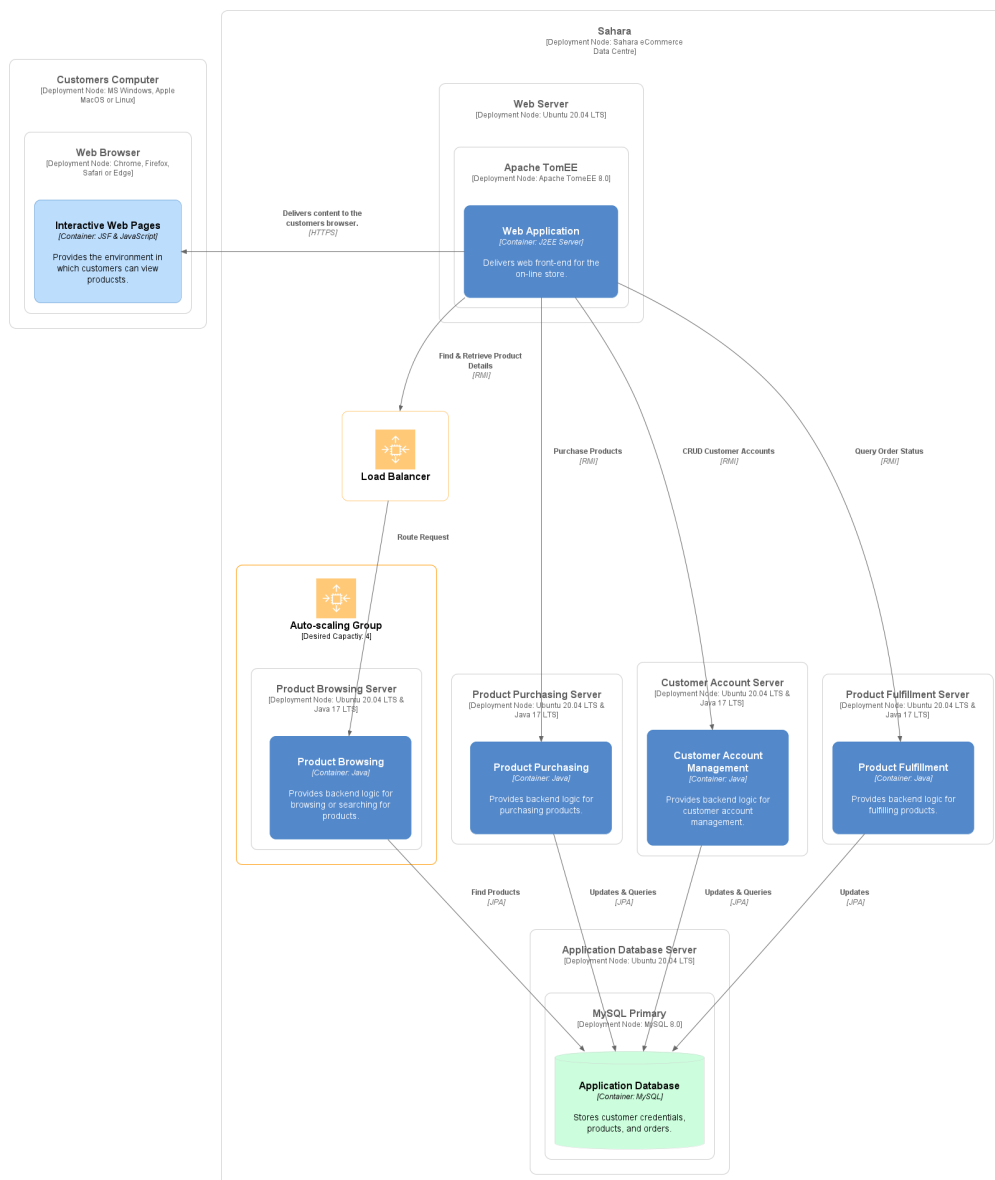 Sahara
[Deployment Node: Sahara eCommerce
Data Centre]
Customers Computer
[Deployment Node: MS Windows, Apple
MacOS or Linux]
Web Browser
[Deployment Node: Chrome, Firefox,
Safari or Edge]
Interactive Web Pages
[Container: JSF & JavaScript]
Provides the environment in
which customers can view
producsts.
Delivers content to the
customers browser.
[HTTPS]
Web Server
[Deployment Node: Ubuntu 20.04 LTS]
Apache TomEE
[Deployment Node: Apache TomeEE 8.0]
Web Application
[Container: J2EE Server]
Delivers web front-end for the
on-line store.
Find & Retrieve Product
Details
[RMI]
Purchase Products
[RMI]
CRUD Customer Accounts
[RMI]
Query Order Status
[RMI]
Load Balancer
Route Request
Auto-scaling Group
[Desired Capactiy: 4]
Product Browsing Server
[Deployment Node: Ubuntu 20.04 LTS &
Java 17 LTS]
Product Browsing
[Container: Java]
Provides backend logic for
browsing or searching for
products.
Product Purchasing Server
[Deployment Node: Ubuntu 20.04 LTS &
Java 17 LTS]
Product Purchasing
[Container: Java]
Provides backend logic for
purchasing products.
Customer Account Server
[Deployment Node: Ubuntu 20.04 LTS &
Java 17 LTS]
Customer Account
Management
[Container: Java]
Provides backend logic for
customer account
management.
Product Fulfillment Server
[Deployment Node: Ubuntu 20.04 LTS &
Java 17 LTS]
Product Fulfillment
[Container: Java]
Provides backend logic for
fulfilling products.
Find Products
[JPA]
Updates & Queries
[JPA]
Updates & Queries
[JPA]
Updates
[JPA]
Application Database Server
[Deployment Node: Ubuntu 20.04 LTS]
MySQL Primary
[Deployment Node: MySQL 8.0]
Application Database
[Container: MySQL]
Stores customer credentials,
products, and orders.